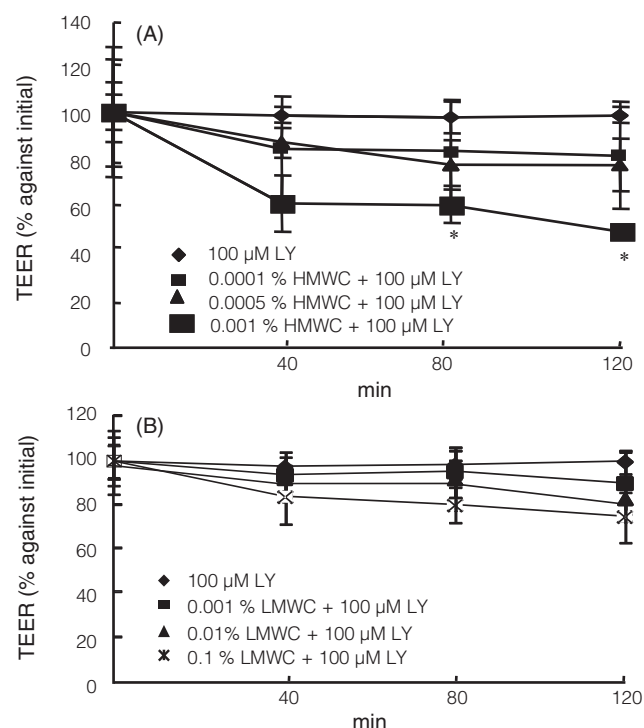 (A)
TEER (% against initial)
140
120
100
80
60
40
20
0
*
*
100 µM LY
0.0001 % HMWC + 100 µM LY
0.0005 % HMWC + 100 µM LY
0.001 % HMWC + 100 µM LY
40
80
120
min
(B)
TEER (% against initial)
120
100
80
60
40
20
0
100 µM LY
0.001 % LMWC + 100 µM LY
0.01% LMWC + 100 µM LY
0.1 % LMWC + 100 µM LY
40
80
120
min